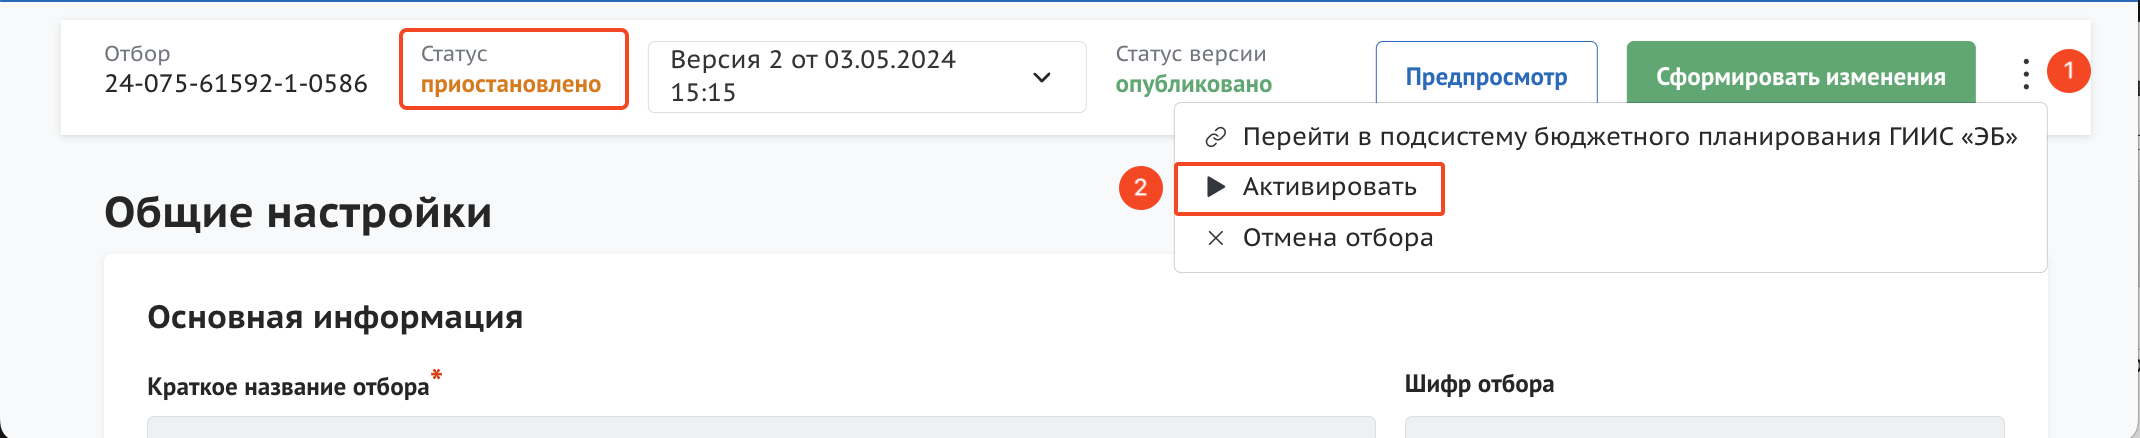 Отбор
24-075-61592-1-0586
Статус
приостановлено
Версия 2 от 03.05.2024
15:15
Статус версии
опубликовано
Предпросмотр
Сформировать изменения
1
Перейти в подсистему бюджетного планирования ГИИС «ЭБ»
2
Активировать
Отмена отбора
Общие настройки
Основная информация
Краткое название отбора*
Шифр отбора